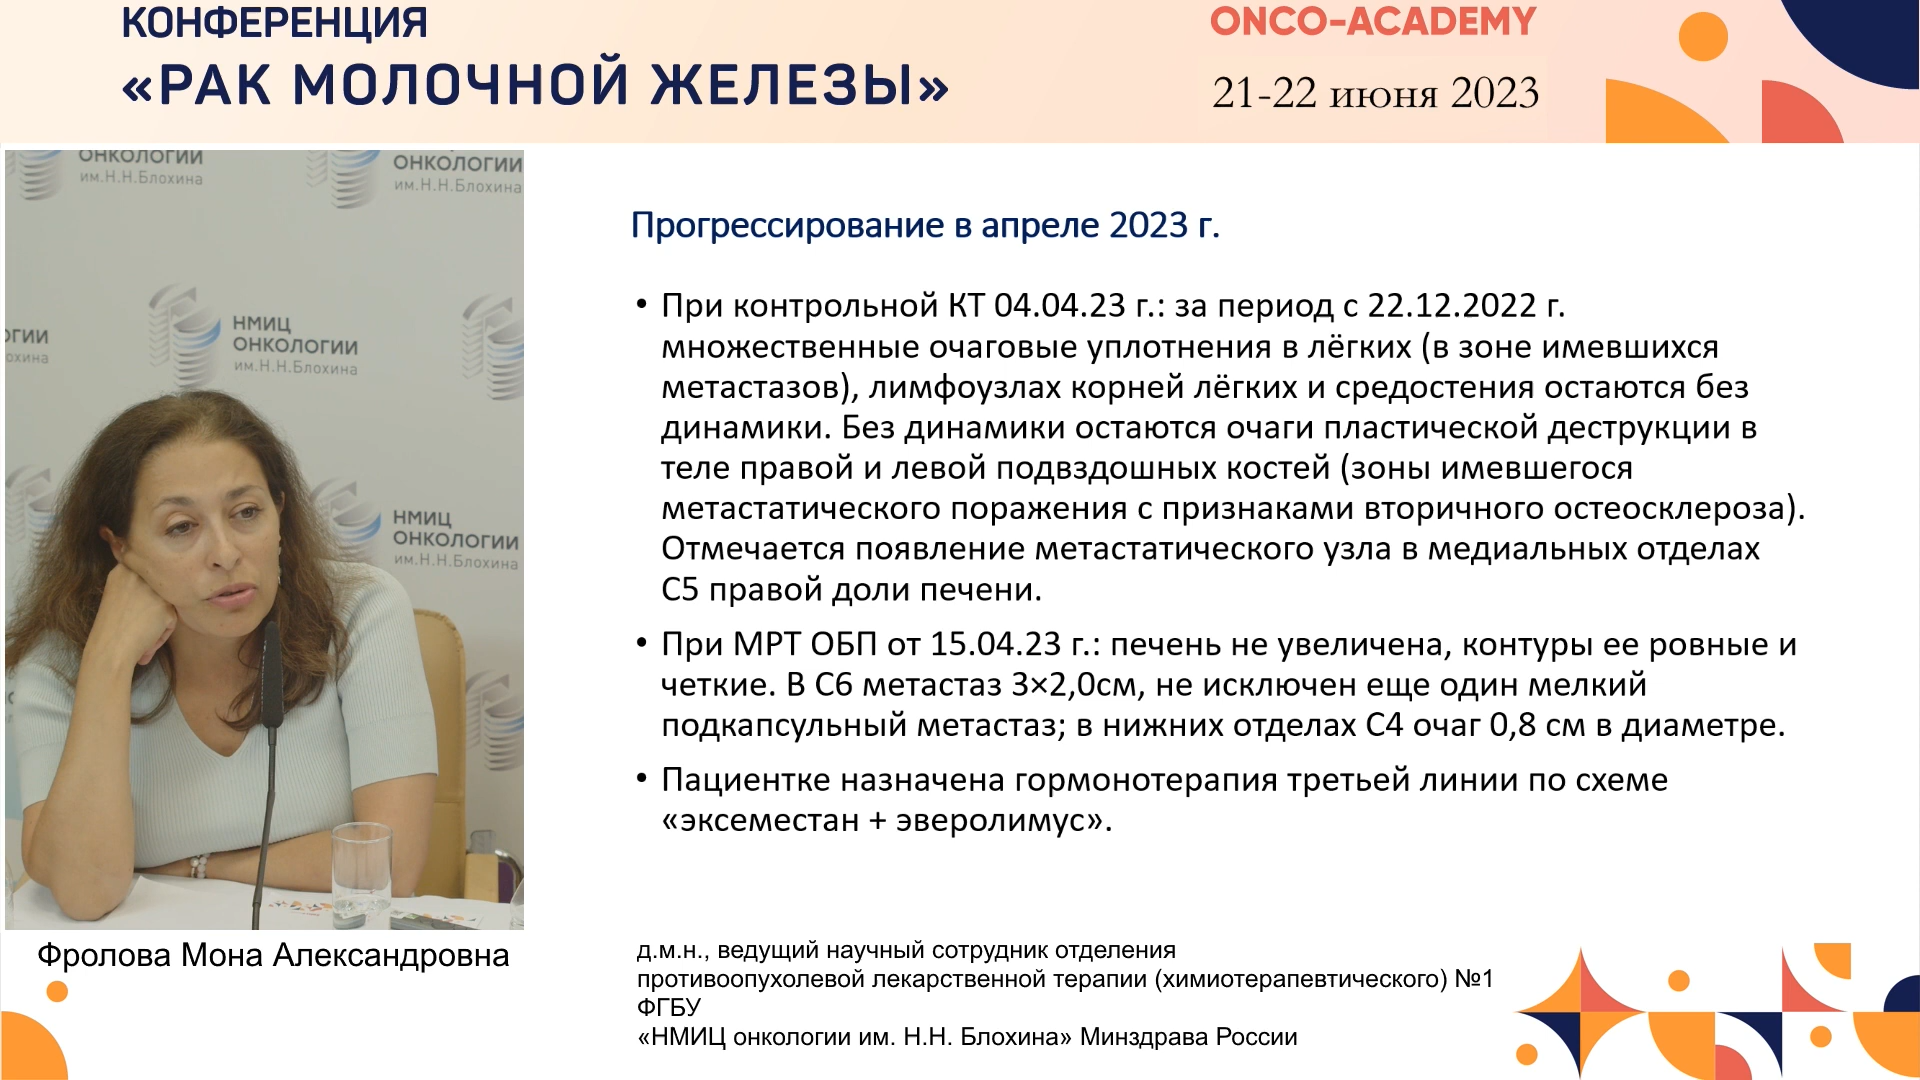 КОНФЕРЕНЦИЯ
«РАК МОЛОЧНОЙ ЖЕЛЕЗЫ»
ONCO-ACADEMY
21-22 июня 2023
ОНКОЛОГИИ
им.Н.Н.Блохина
ОНКОЛОГИИ
им.Н.Н.Блохина
НМИЦ
ОНКОЛОГИИ
им.Н.Н.Блохина
НМИЦ
ОНКОЛОГИИ
им.Н.Н.Блохина
Фролова Мона Александровна
Прогрессирование в апреле 2023 г.
• При контрольной КТ 04.04.23 г.: за период с 22.12.2022 г.
множественные очаговые уплотнения в лёгких (в зоне имевшихся
метастазов), лимфоузлах корней лёгких и средостения остаются без
динамики. Без динамики остаются очаги пластической деструкции в
теле правой и левой подвздошных костей (зоны имевшегося
метастатического поражения с признаками вторичного остеосклероза).
Отмечается появление метастатического узла в медиальных отделах
С5 правой доли печени.
• При МРТ ОБП от 15.04.23 г.: печень не увеличена, контуры ее ровные и
четкие. В С6 метастаз 3×2,0см, не исключен еще один мелкий
подкапсульный метастаз; в нижних отделах С4 очаг 0,8 см в диаметре.
• Пациентке назначена гормонотерапия третьей линии по схеме
«эксеместан + эверолимус».
д.м.н., ведущий научный сотрудник отделения
противоопухолевой лекарственной терапии (химиотерапевтического) №1
ФГБУ
«НМИЦ онкологии им. Н.Н. Блохина» Минздрава России